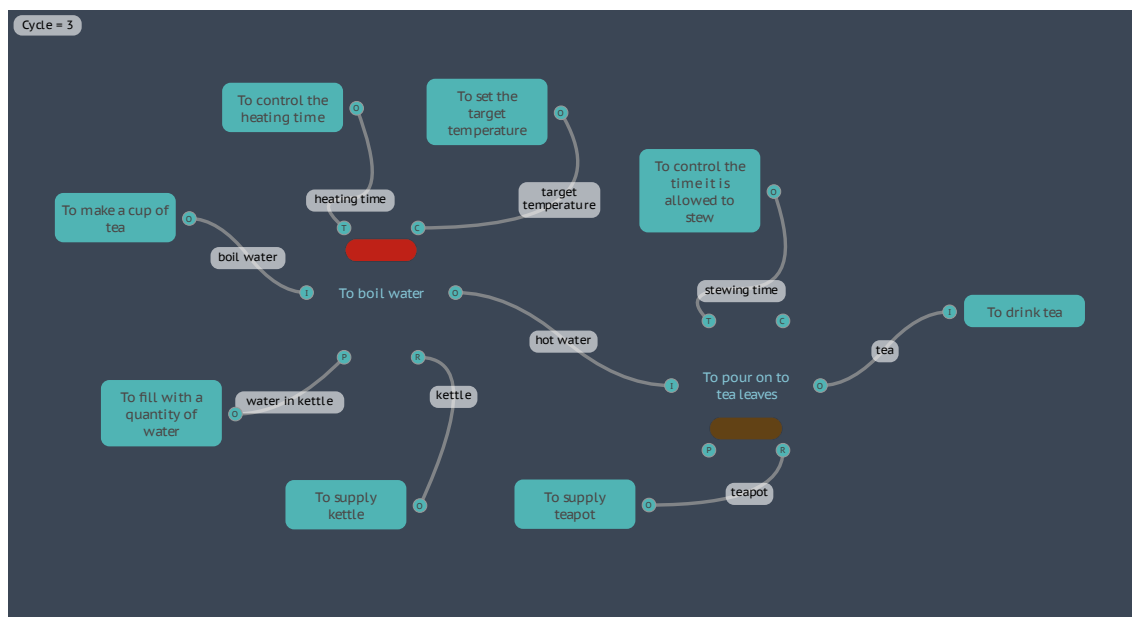 Cycle = 3
To control the
heating time
O
To set the
target
temperature
O
To control the
time it is
allowed to
stew
O
To make a cup of
tea
O
heating time
target
temperature
T
C
boil water
I
To boil water
O
stewing time
T
C
To drink tea
I
hot water
tea
P
R
kettle
I
To pour on to
tea leaves
O
To fill with a
quantity of
water
O
water in kettle
P
R
To supply
kettle
O
To supply
teapot
O
teapot